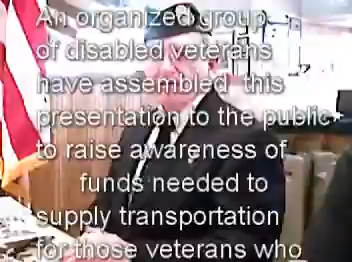 An organized group
of disabled veterans
have assembled this
presentation to the public
to raise awareness of
funds needed to
supply transportation
for those veterans who